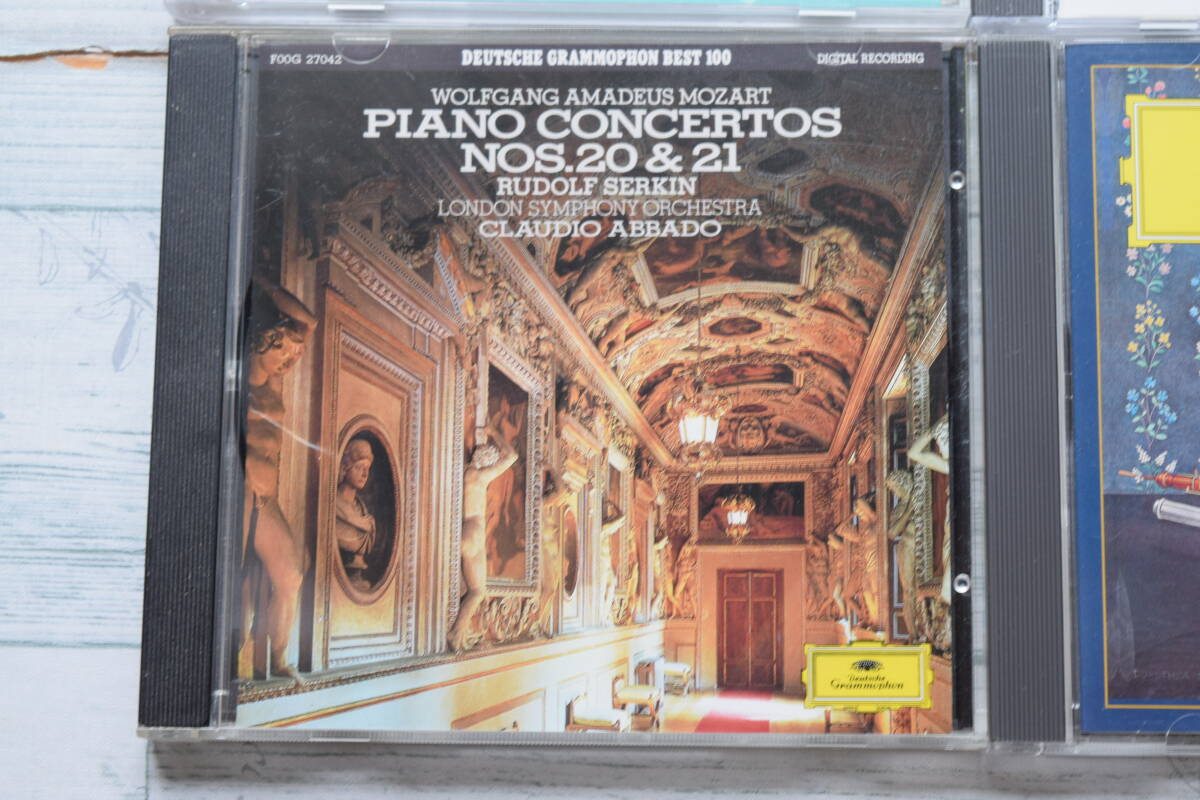 F00G 27042 DEUTSCHE GRAMMOPHON BEST 100 DIGITAL RECORDING
WOLFGANG AMADEUS MOZART
PIANO CONCERTOS
NOS.20 & 21
RUDOLF SERKIN
LONDON SYMPHONY ORCHESTRA
CLAUDIO ABBADO
Deutsche
Grammophon